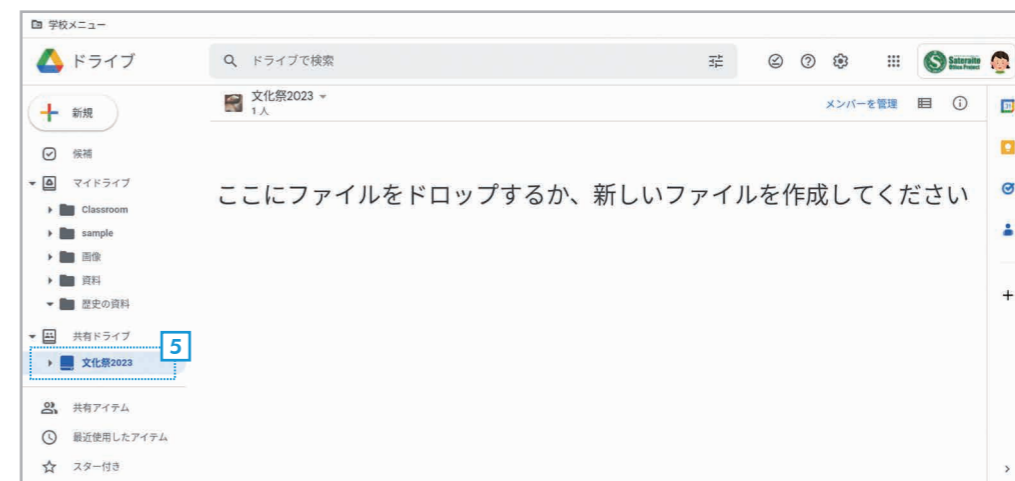 学校メニュー
ドライブ
ドライブで検索
Sateraito
Office Project
新規
文化祭2023
1人
メンバーを管理
候補
マイドライブ
Classroom
sample
画像
資料
歴史の資料
ここにファイルをドロップするか、新しいファイルを作成してください
共有ドライブ
5
文化祭2023
共有アイテム
最近使用したアイテム
スター付き